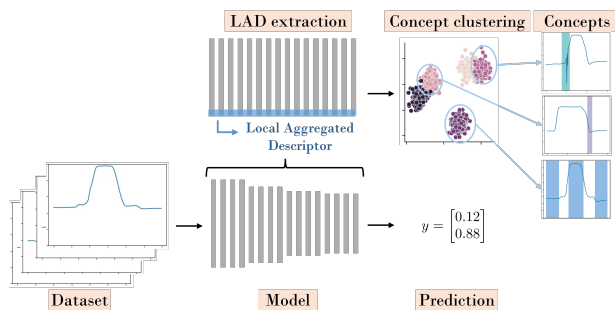 LAD extraction
Concept clustering
Concepts
Local Aggregated
Descriptor
y = [0.12
0.88]
Dataset
Model
Prediction